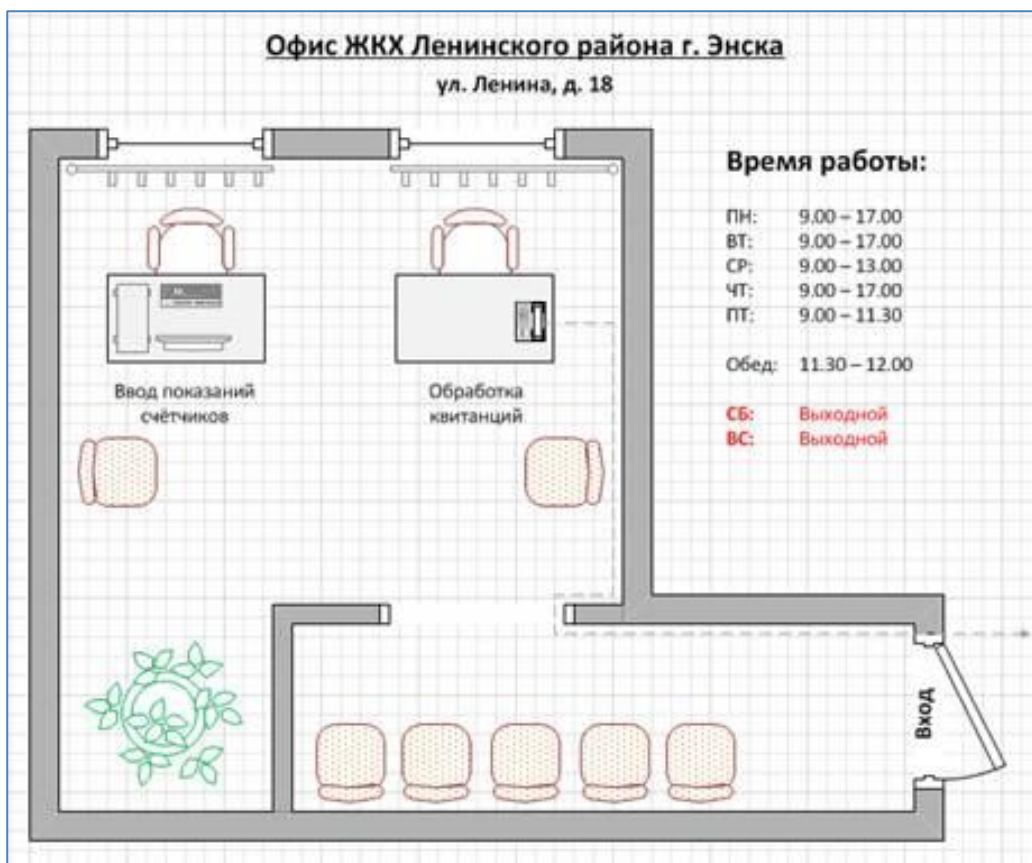 Офис ЖКХ Ленинского района г. Энска
ул. Ленина, д. 18
Время работы:
ПН: 9.00 – 17.00
ВТ: 9.00 – 17.00
СР: 9.00 – 13.00
ЧТ: 9.00 – 17.00
ПТ: 9.00 – 11.30
Обед: 11.30 – 12.00
СБ: Выходной
ВС: Выходной
Ввод показаний
счётчиков
Обработка
квитанций
Вход